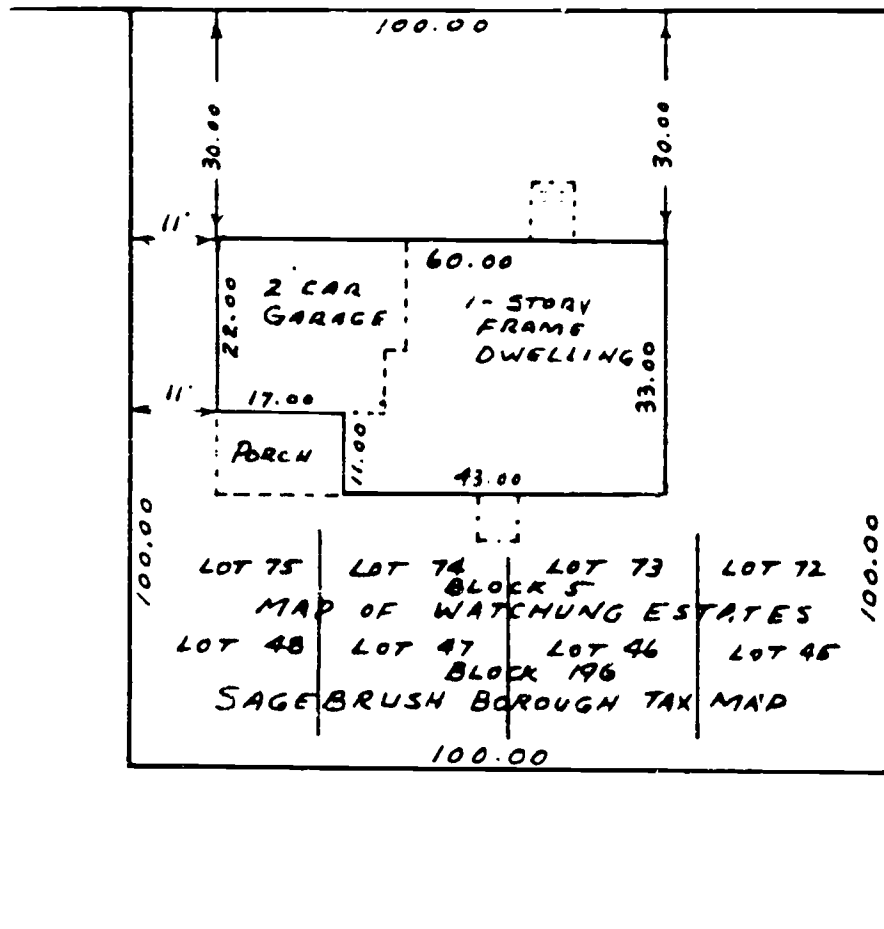 100.00
30.00
30.00
11'
60.00
2 CAR
GARAGE
1-STORY
FRAME
DWELLING
22.00
33.00
11'
17.00
11.00
PORCH
43.00
100.00
100.00
LOT 75 LOT 74 LOT 73 LOT 72
BLOCK 5
MAP OF WATCHUNG ESTATES
LOT 48 LOT 47 LOT 46 LOT 45
BLOCK 196
SAGEBRUSH BOROUGH TAX MAP
100.00